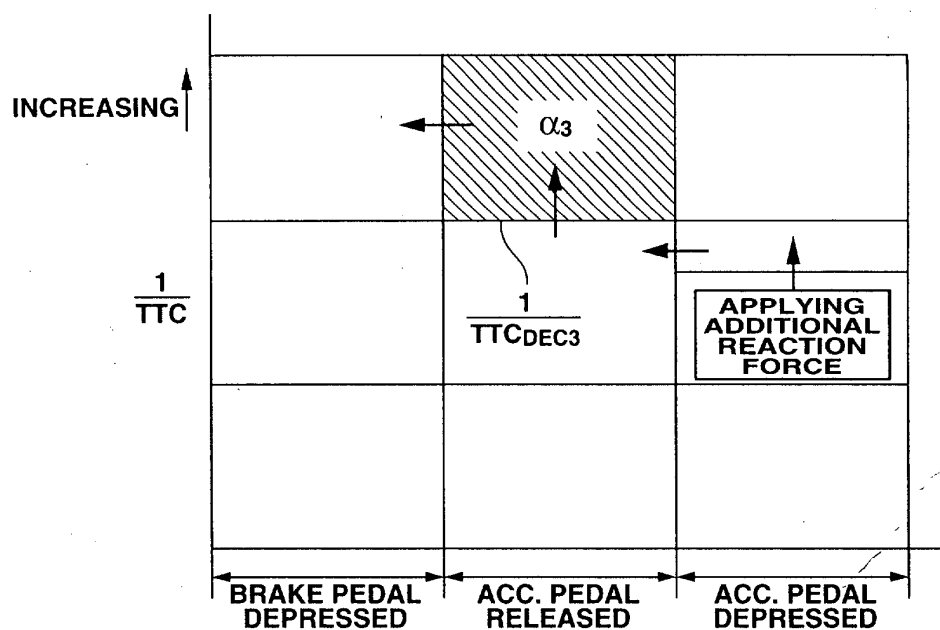 INCREASING
α3
1
TTC
1
TTCDEC3
APPLYING
ADDITIONAL
REACTION
FORCE
BRAKE PEDAL
DEPRESSED
ACC. PEDAL
RELEASED
ACC. PEDAL
DEPRESSED